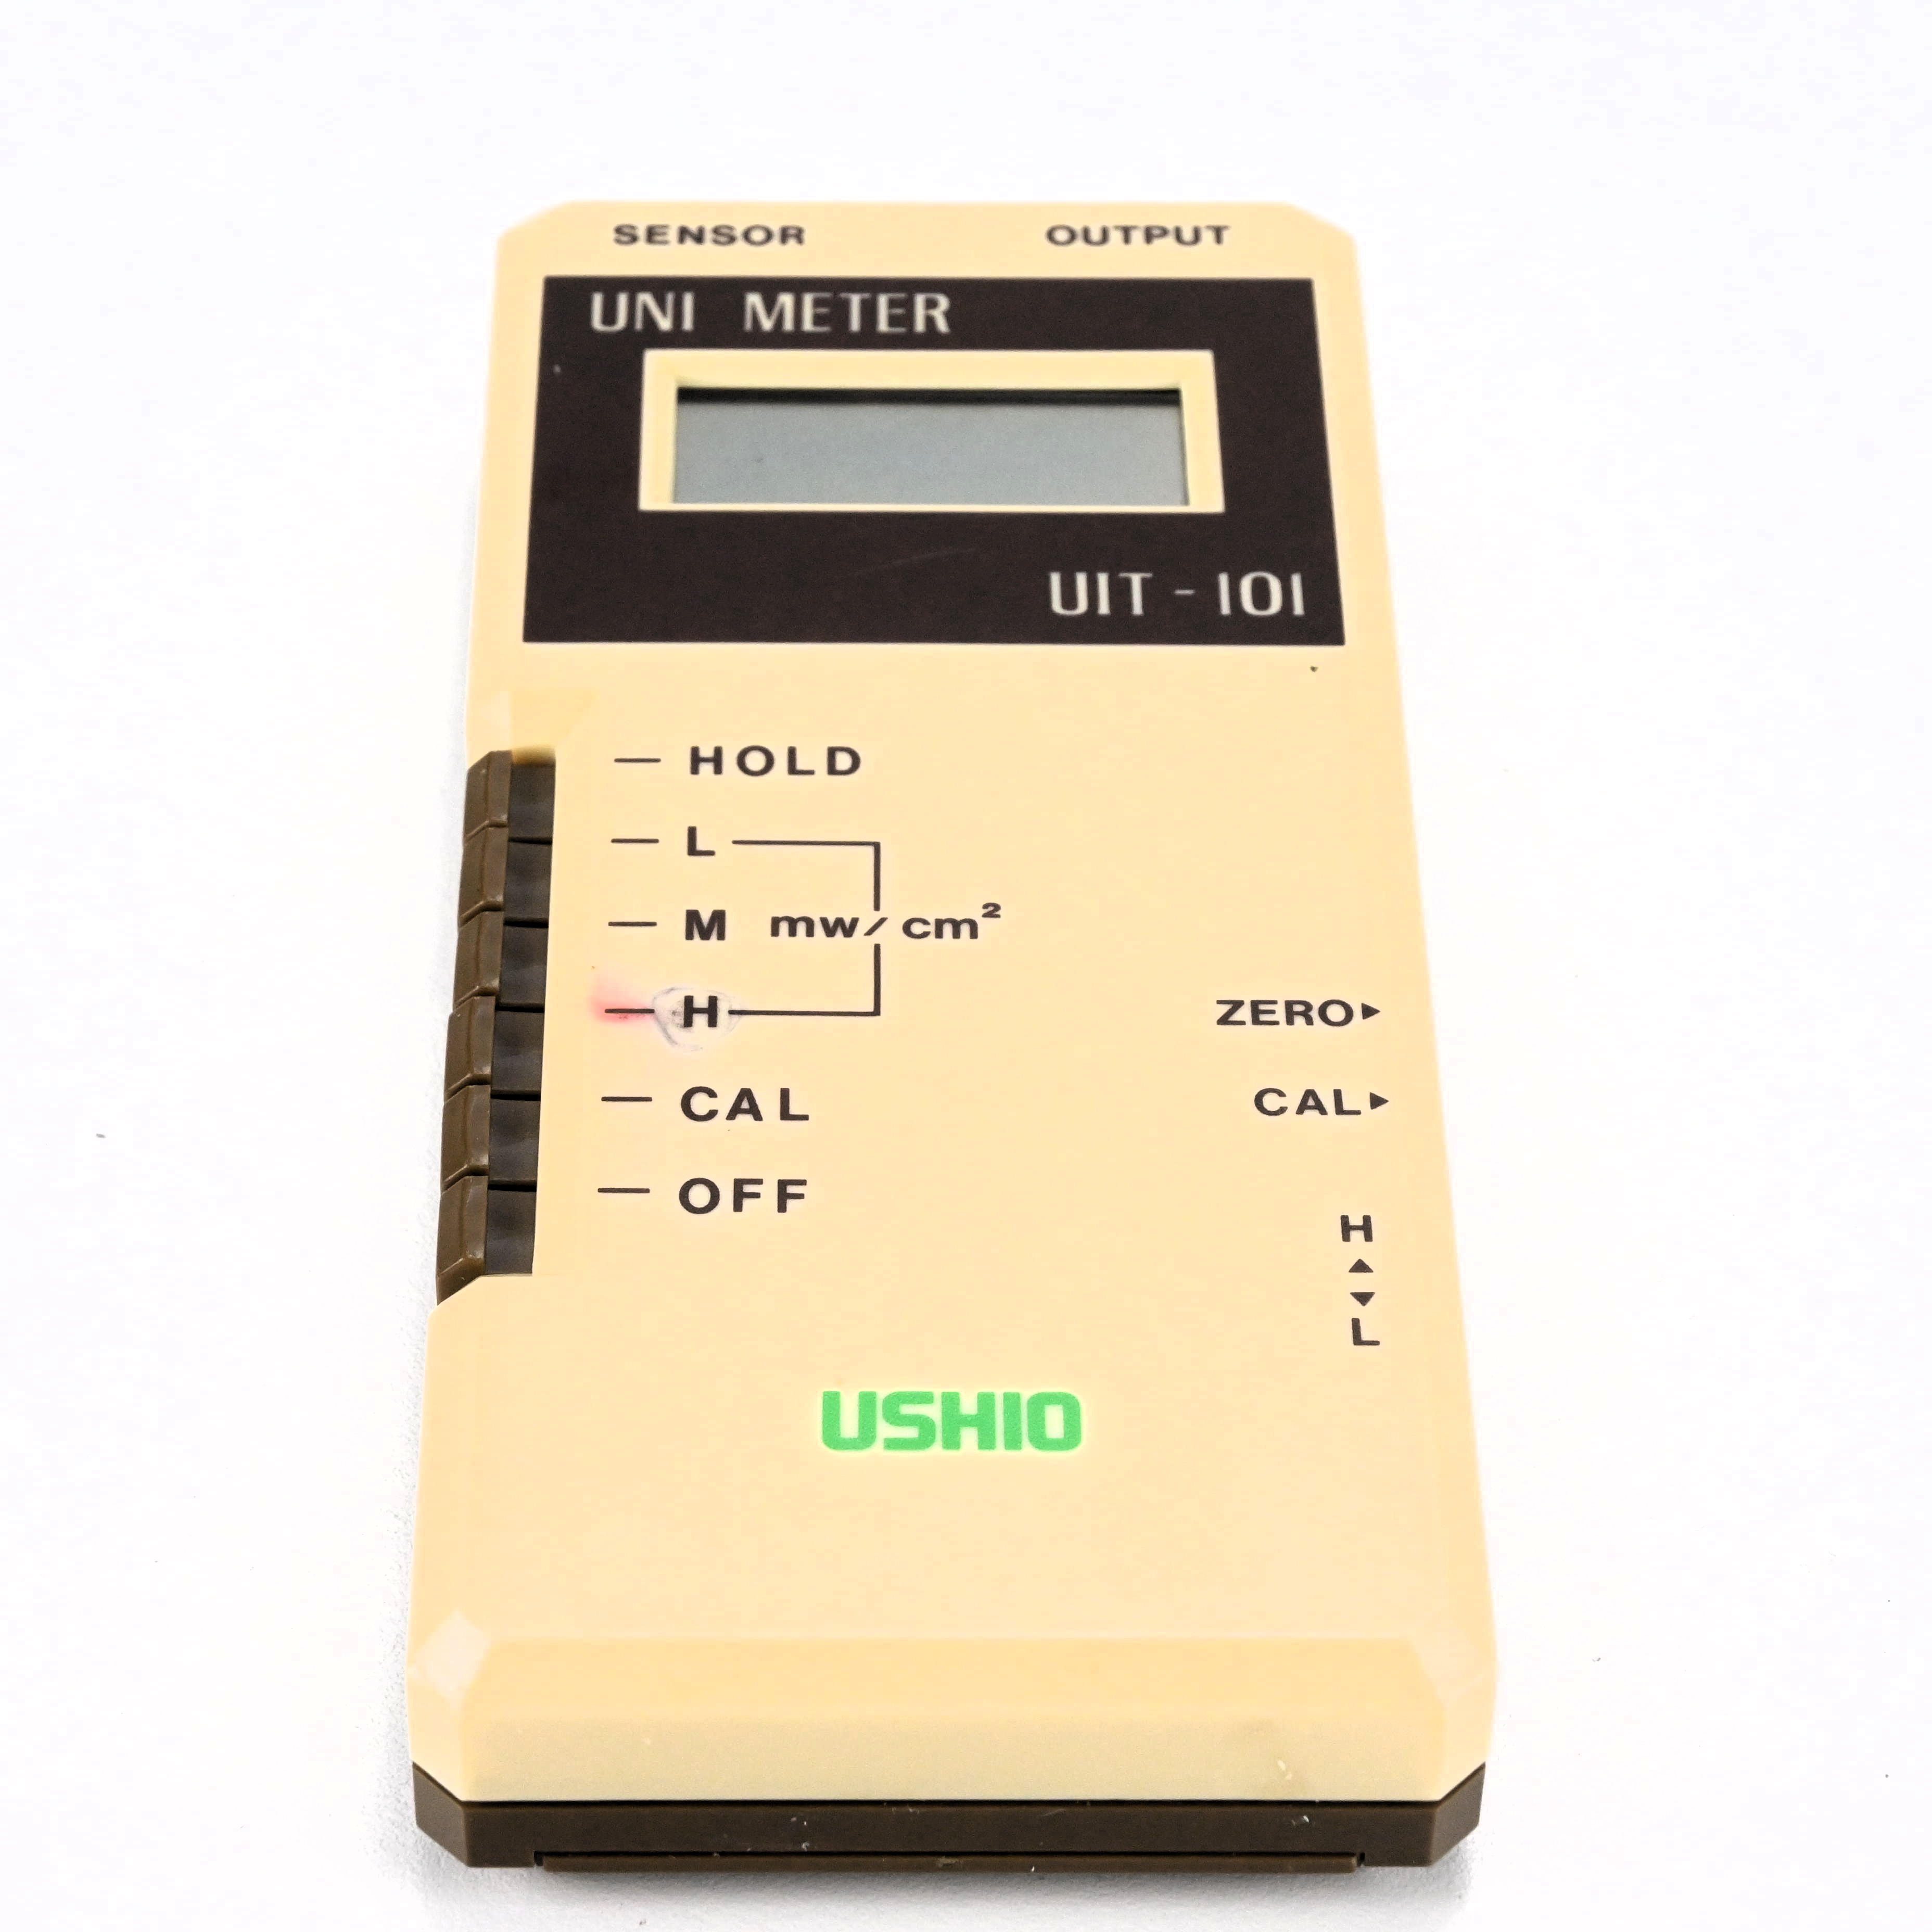 SENSOR OUTPUT
UNI METER
UIT-101
HOLD
L
M mw/cm²
H
ZERO▸
CAL
CAL▸
OFF
H
▴
▾
L
USHIO